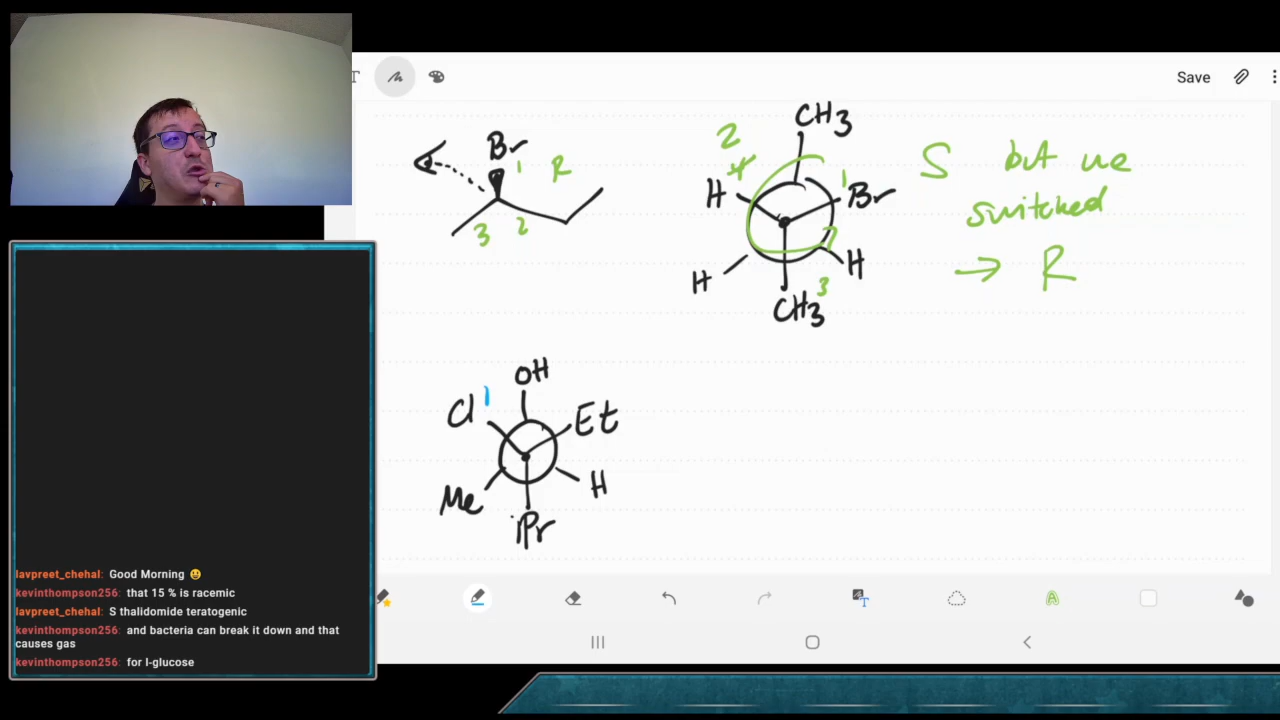 T
Save
Br
1
R
3
2
CH3
2
H
1
Br
H
H
3
CH3
S but we
switched
→ R
OH
Cl
1
Et
Me
H
iPr
lavpreet_chehal: Good Morning 😃
kevinthompson256: that 15 % is racemic
lavpreet_chehal: S thalidomide teratogenic
kevinthompson256: and bacteria can break it down and that
causes gas
kevinthompson256: for l-glucose
T
A